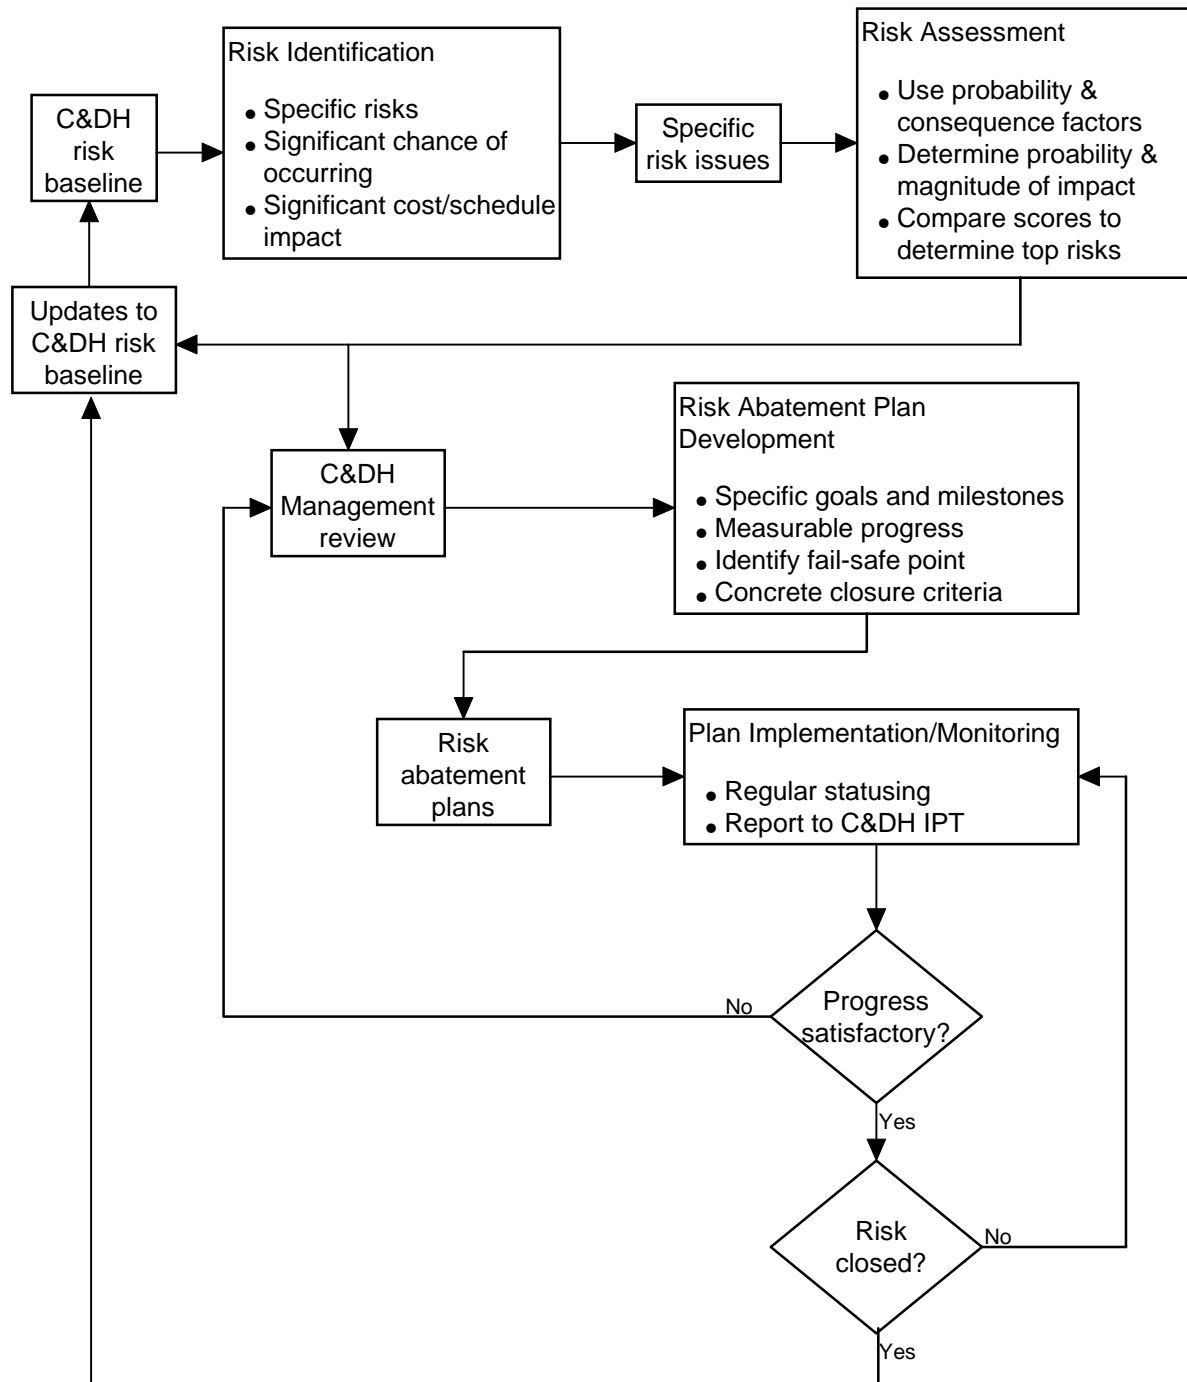 C&DH
risk
baseline
Risk Identification
• Specific risks
• Significant chance of
occurring
• Significant cost/schedule
impact
Specific
risk issues
Risk Assessment
• Use probability &
consequence factors
• Determine proability &
magnitude of impact
• Compare scores to
determine top risks
Updates to
C&DH risk
baseline
C&DH
Management
review
Risk Abatement Plan
Development
• Specific goals and milestones
• Measurable progress
• Identify fail-safe point
• Concrete closure criteria
Risk
abatement
plans
Plan Implementation/Monitoring
• Regular statusing
• Report to C&DH IPT
Progress
satisfactory?
No
Yes
Risk
closed?
No
Yes